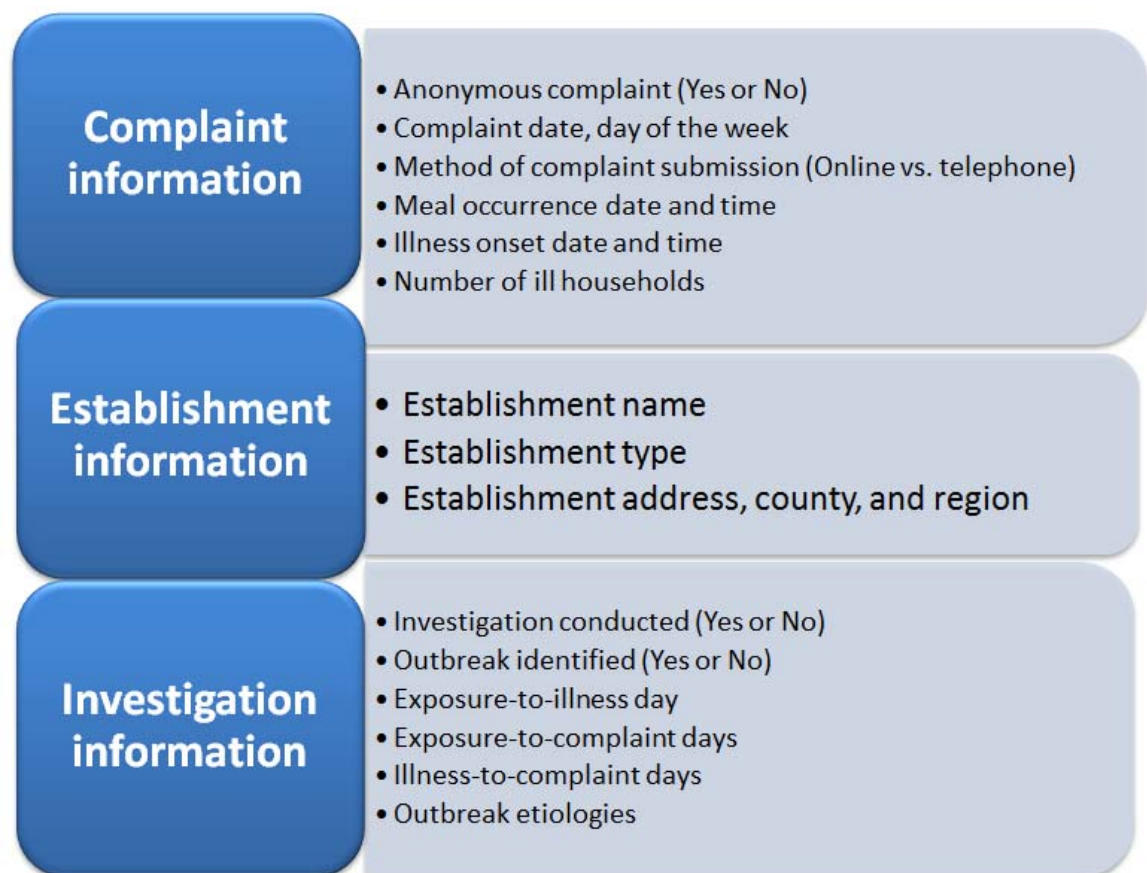 Complaint
information
• Anonymous complaint (Yes or No)
• Complaint date, day of the week
• Method of complaint submission (Online vs. telephone)
• Meal occurrence date and time
• Illness onset date and time
• Number of ill households
Establishment
information
• Establishment name
• Establishment type
• Establishment address, county, and region
Investigation
information
• Investigation conducted (Yes or No)
• Outbreak identified (Yes or No)
• Exposure-to-illness day
• Exposure-to-complaint days
• Illness-to-complaint days
• Outbreak etiologies